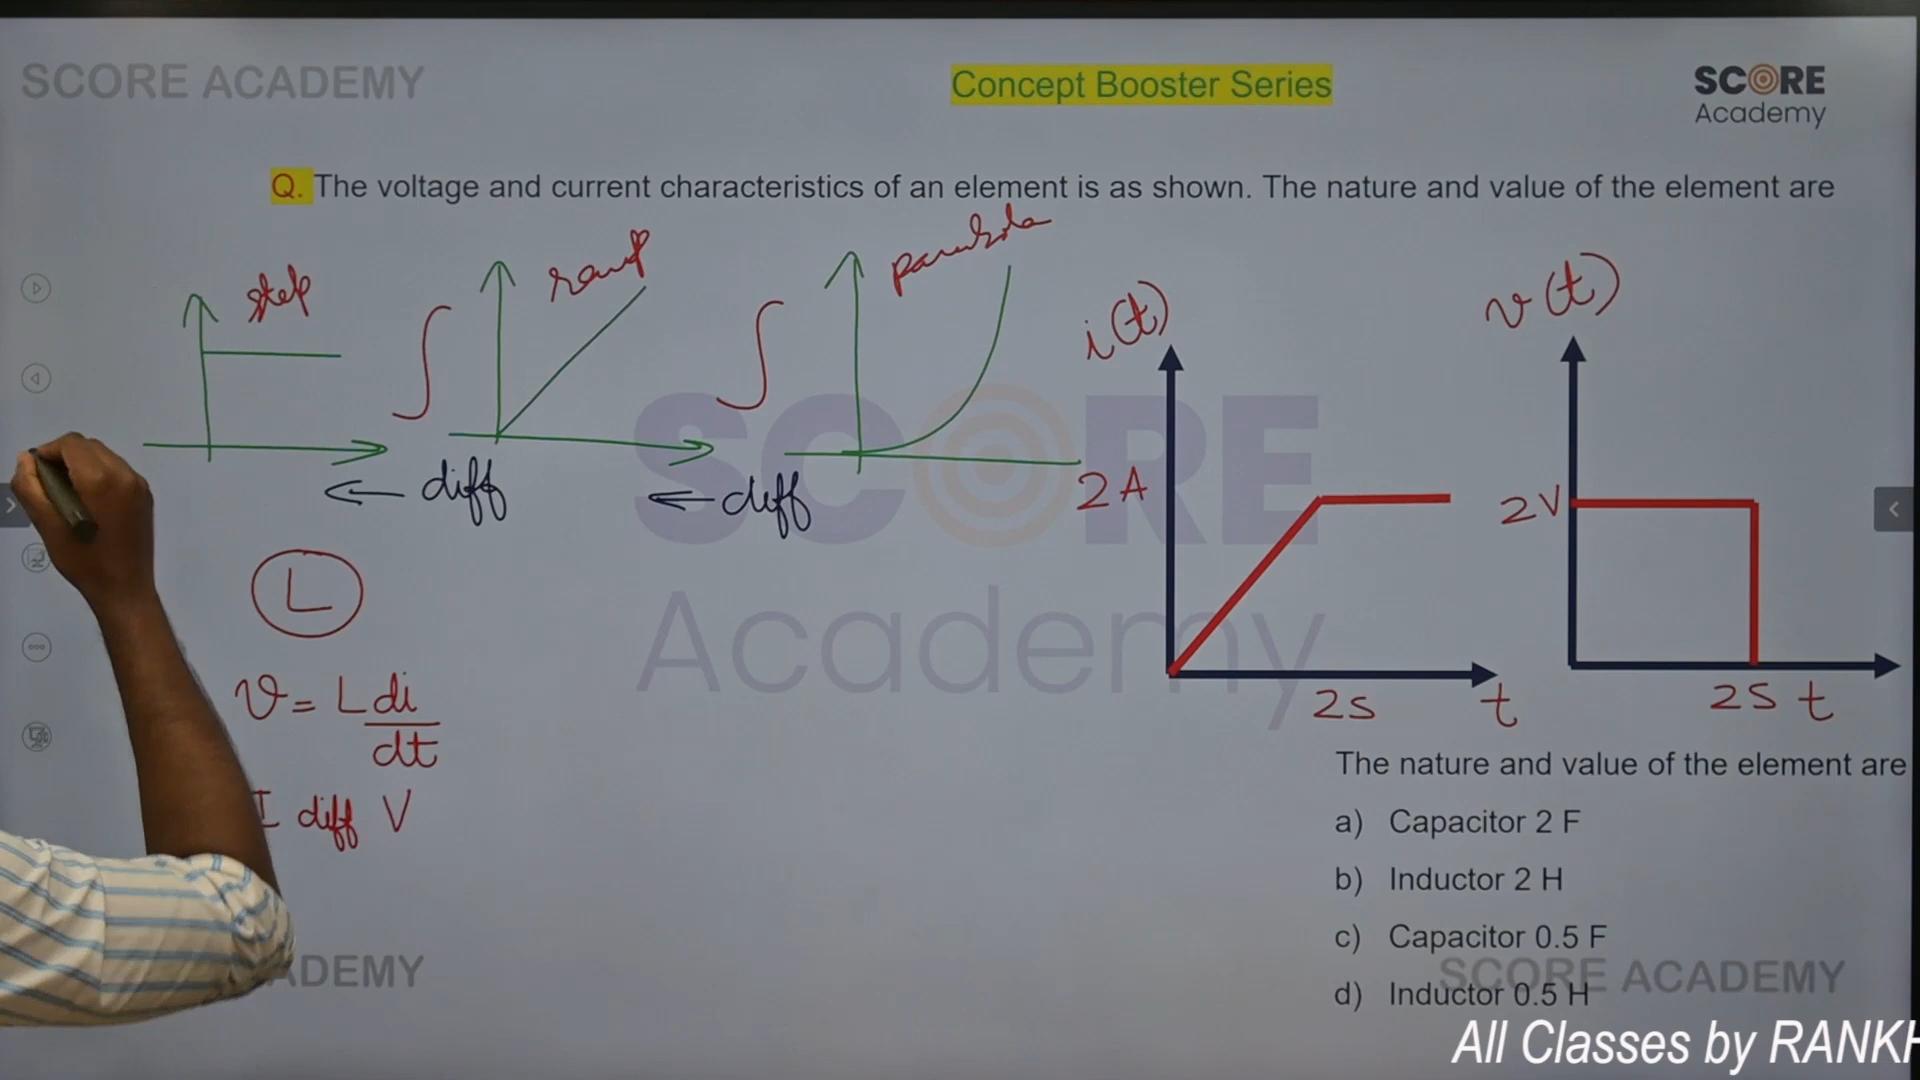 SCORE ACADEMY
Concept Booster Series
SCORE
Academy
Q. The voltage and current characteristics of an element is as shown. The nature and value of the element are
step
ramp
parabola
i(t)
v(t)
∫
∫
← diff
← diff
2A
2V
SCORE
Academy
L
v = L di
dt
2s
t
2S
t
I diff V
The nature and value of the element are
a) Capacitor 2 F
b) Inductor 2 H
c) Capacitor 0.5 F
d) Inductor 0.5 H
ADEMY
SCORE ACADEMY
All Classes by RANKH